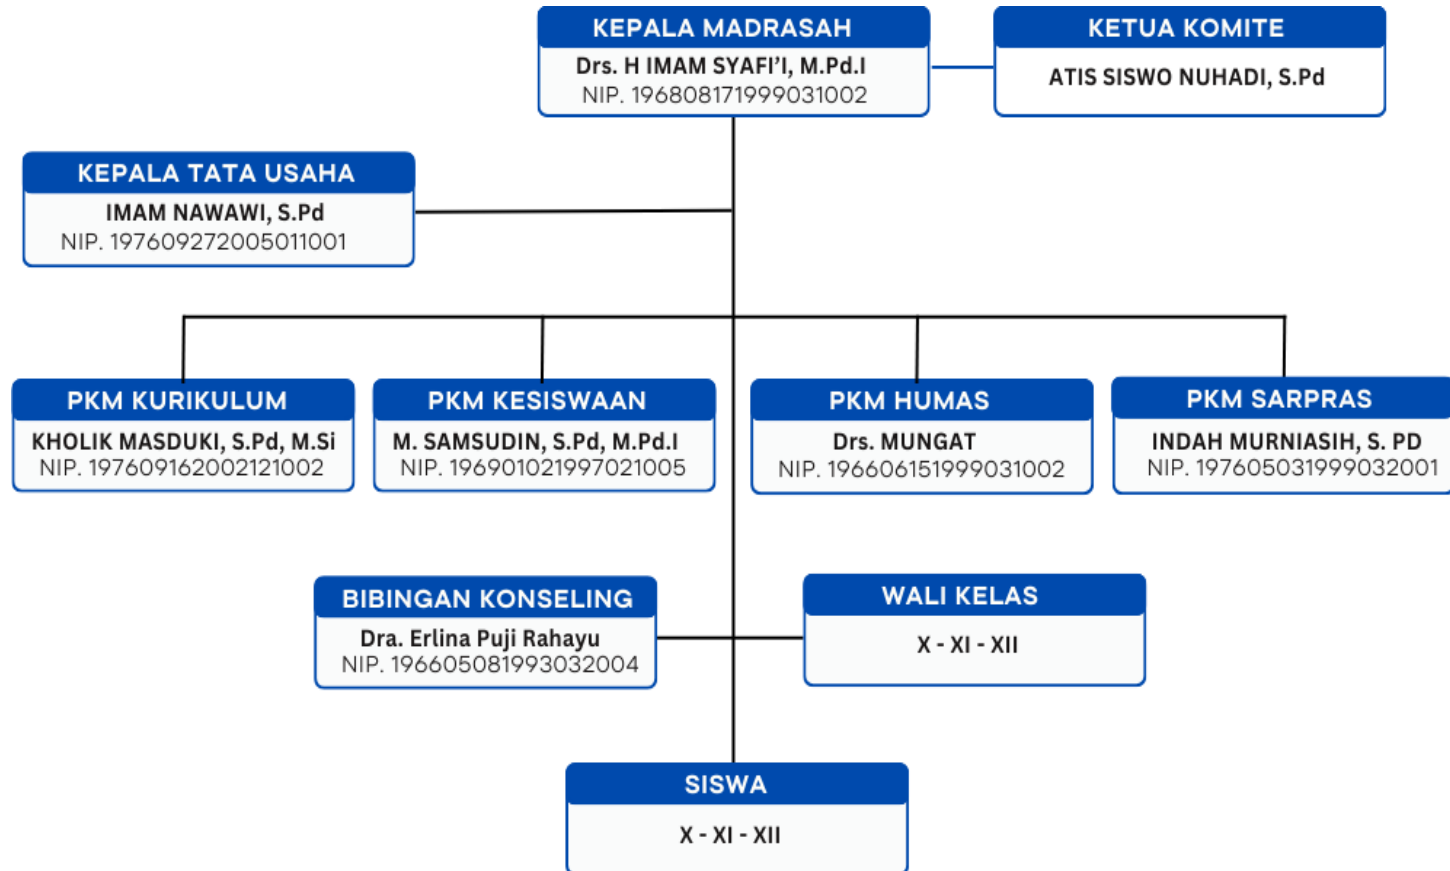 KEPALA MADRASAH
Drs. H IMAM SYAFI’I, M.Pd.I
NIP. 196808171999031002
KETUA KOMITE
ATIS SISWO NUHADI, S.Pd
KEPALA TATA USAHA
IMAM NAWAWI, S.Pd
NIP. 197609272005011001
PKM KURIKULUM
KHOLIK MASDUKI, S.Pd, M.Si
NIP. 197609162002121002
PKM KESISWAAN
M. SAMSUDIN, S.Pd, M.Pd.I
NIP. 196901021997021005
PKM HUMAS
Drs. MUNGAT
NIP. 196606151999031002
PKM SARPRAS
INDAH MURNIASIH, S. PD
NIP. 197605031999032001
BIBINGAN KONSELING
Dra. Erlina Puji Rahayu
NIP. 196605081993032004
WALI KELAS
X - XI - XII
SISWA
X - XI - XII